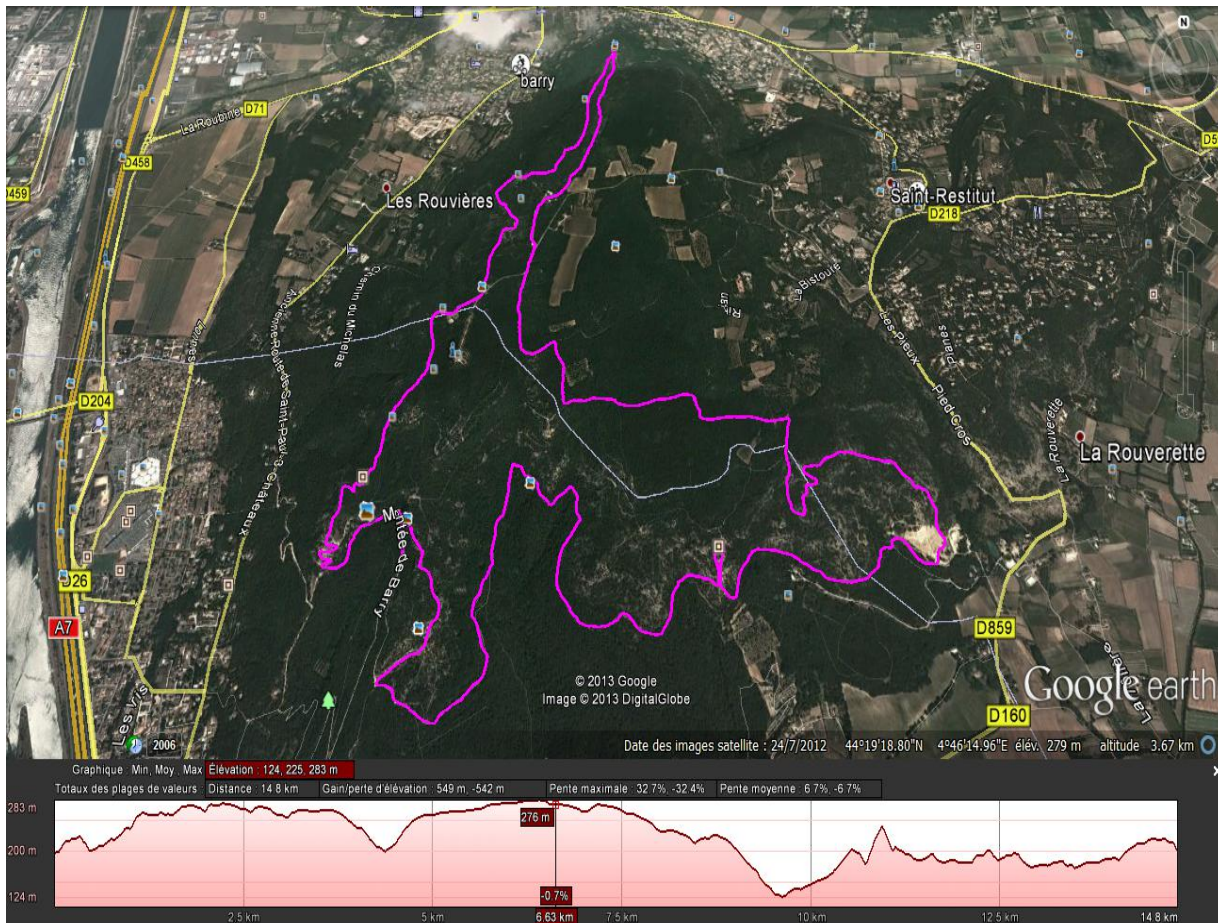 N
barry
La Roubine
D71
D458
D459
D59
Les Rouvières
Saint-Restitut
D218
Chemin du Michelas
Bistoure
Les Pieux
Planes
Pied Gros
D204
Ancienne Route de Saint-Paul-3-Châteaux
La Rouverette
La Rouverette
Montée de Barry
D26
A7
D859
D160
© 2013 Google
Image © 2013 DigitalGlobe
Google earth
2006
Date des images satellite : 24/7/2012 44°19'18.80"N 4°46'14.96"E élév. 279 m altitude 3.67 km
Graphique : Min, Moy, Max Élévation : 124, 225, 283 m
Totaux des plages de valeurs Distance : 14.8 km Gain/perte d'élévation : 549 m, -542 m Pente maximale : 32.7%, -32.4% Pente moyenne : 6.7%, -6.7%
283 m
276 m
200 m
124 m
-0.7%
2.5 km 5 km 6.63 km 7.5 km 10 km 12.5 km 14.8 km